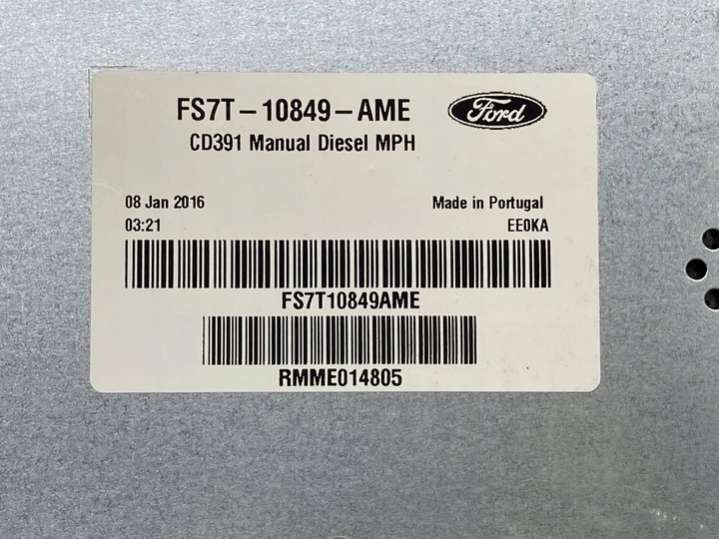 FS7T-10849-AME
Ford
CD391 Manual Diesel MPH
08 Jan 2016
Made in Portugal
03:21
EE0KA
FS7T10849AME
RMME014805